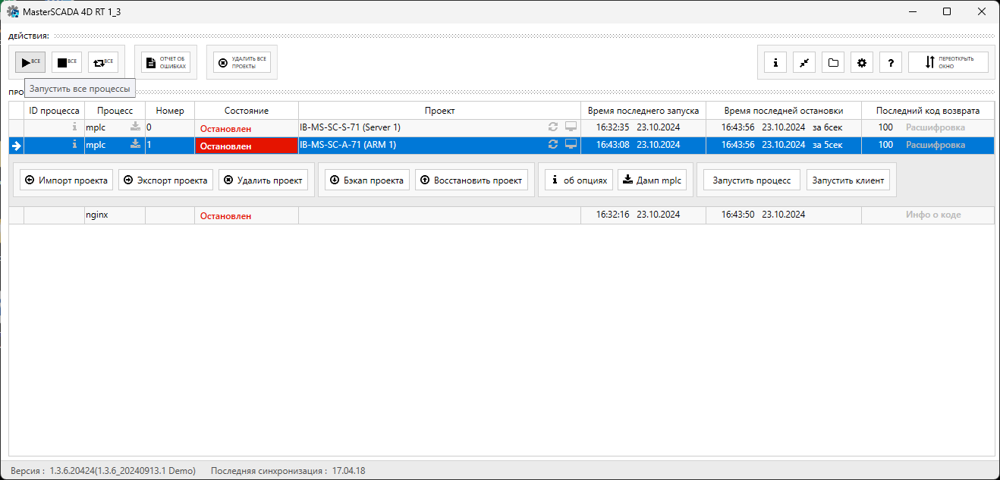 MasterSCADA 4D RT 1_3
ДЕЙСТВИЯ:
ВСЕ ВСЕ ВСЕ ОТЧЕТ ОБ ОШИБКАХ УДАЛИТЬ ВСЕ ПРОЕКТЫ i ? ПЕРЕОТКРЫТЬ ОКНО
Запустить все процессы
ПРО
ID процесса Процесс Номер Состояние Проект Время последнего запуска Время последней остановки Последний код возврата
i mplc 0 Остановлен IB-MS-SC-S-71 (Server 1) 16:32:35 23.10.2024 16:43:56 23.10.2024 за 6сек 100 Расшифровка
i mplc 1 Остановлен IB-MS-SC-A-71 (ARM 1) 16:43:08 23.10.2024 16:43:56 23.10.2024 за 5сек 100 Расшифровка
Импорт проекта Экспорт проекта Удалить проект Бэкап проекта Восстановить проект i об опциях Дамп mplc Запустить процесс Запустить клиент
nginx Остановлен 16:32:16 23.10.2024 16:43:50 23.10.2024 Инфо о коде
Версия : 1.3.6.20424(1.3.6_20240913.1 Demo) Последняя синхронизация : 17.04.18